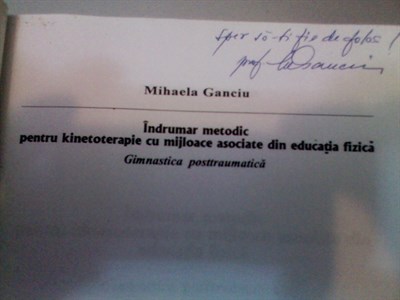 Sper să-ți fie de folos!
prof.
Mihaela Ganciu
Îndrumar metodic
pentru kinetoterapie cu mijloace asociate din educația fizică
Gimnastica posttraumatică